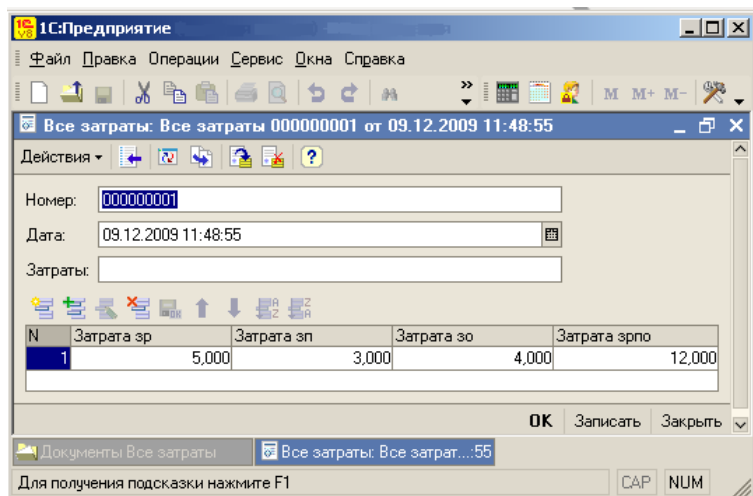 1С:Предприятие
Файл Правка Операции Сервис Окна Справка
M M+ M-
Все затраты: Все затраты 000000001 от 09.12.2009 11:48:55
Действия
Номер: 000000001
Дата: 09.12.2009 11:48:55
Затраты:
N Затрата зр Затрата зп Затрата зо Затрата зрпо
1 5,000 3,000 4,000 12,000
OK Записать Закрыть
Документы Все затраты Все затраты: Все затрат...:55
Для получения подсказки нажмите F1 CAP NUM